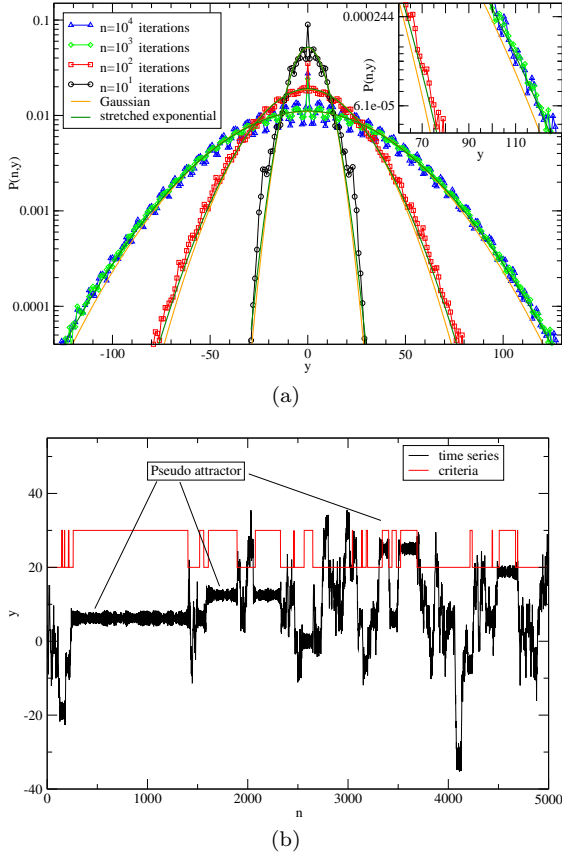 n=10⁴ iterations
n=10³ iterations
n=10² iterations
n=10¹ iterations
Gaussian
stretched exponential
0.1
0.01
0.001
0.0001
P(n,y)
-100
-50
0
50
100
y
0.000244
6.1e-05
P(n,y)
70
80
90
100
110
y
(a)
Pseudo attractor
time series
criteria
40
20
0
-20
-40
y
0
1000
2000
3000
4000
5000
n
(b)